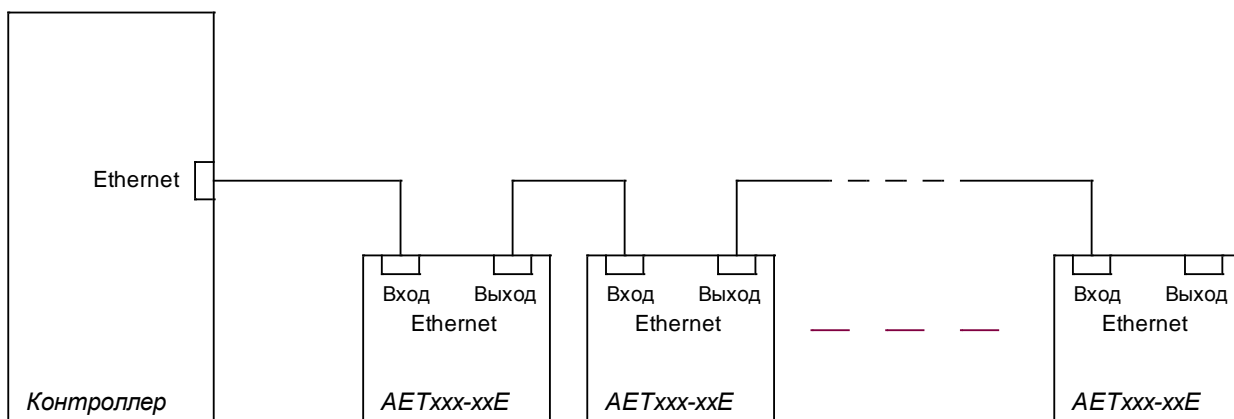 Ethernet
Вход Выход
Ethernet
Вход Выход
Ethernet
Вход Выход
Ethernet
Контроллер
AETxxx-xxE
AETxxx-xxE
AETxxx-xxE